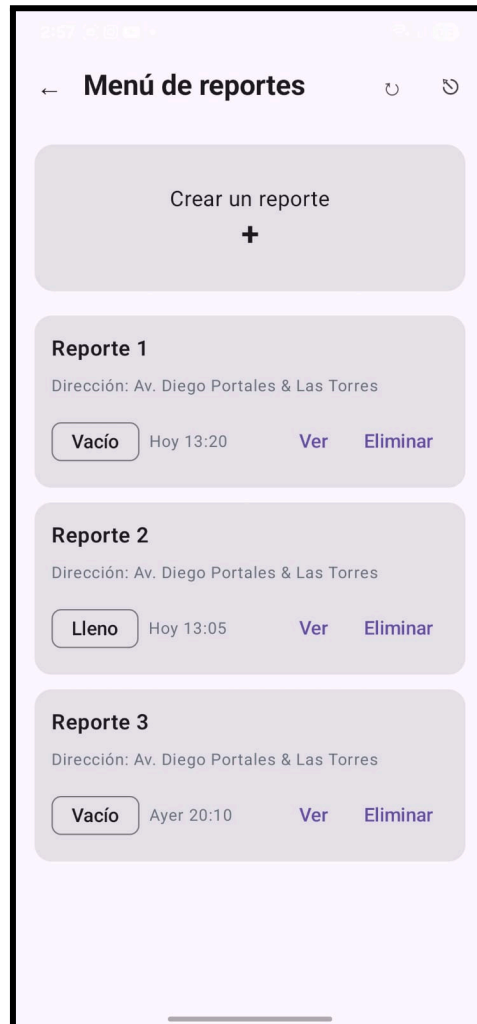 2:57
← Menú de reportes
Crear un reporte
+
Reporte 1
Dirección: Av. Diego Portales & Las Torres
Vacío Hoy 13:20 Ver Eliminar
Reporte 2
Dirección: Av. Diego Portales & Las Torres
Lleno Hoy 13:05 Ver Eliminar
Reporte 3
Dirección: Av. Diego Portales & Las Torres
Vacío Ayer 20:10 Ver Eliminar